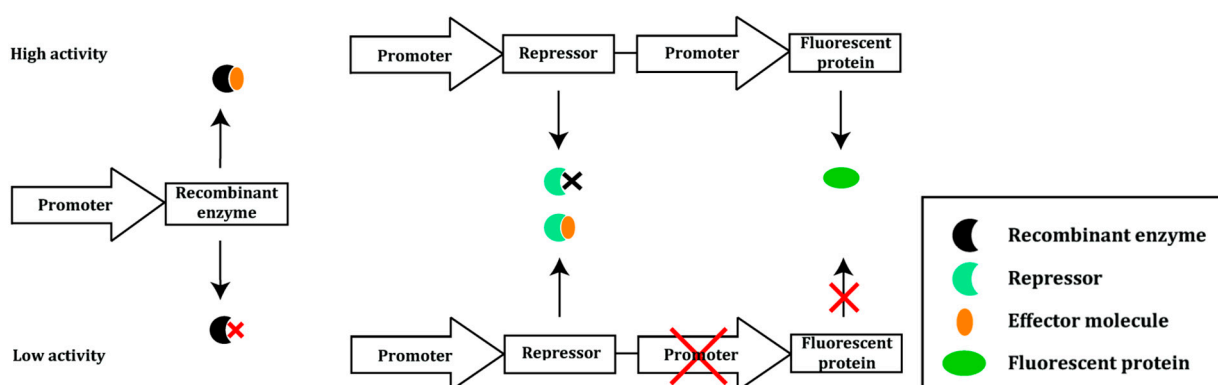 High activity
Promoter
Repressor
Promoter
Fluorescent
protein
Promoter
Recombinant
enzyme
Low activity
Promoter
Repressor
Promoter
Fluorescent
protein
Recombinant enzyme
Repressor
Effector molecule
Fluorescent protein